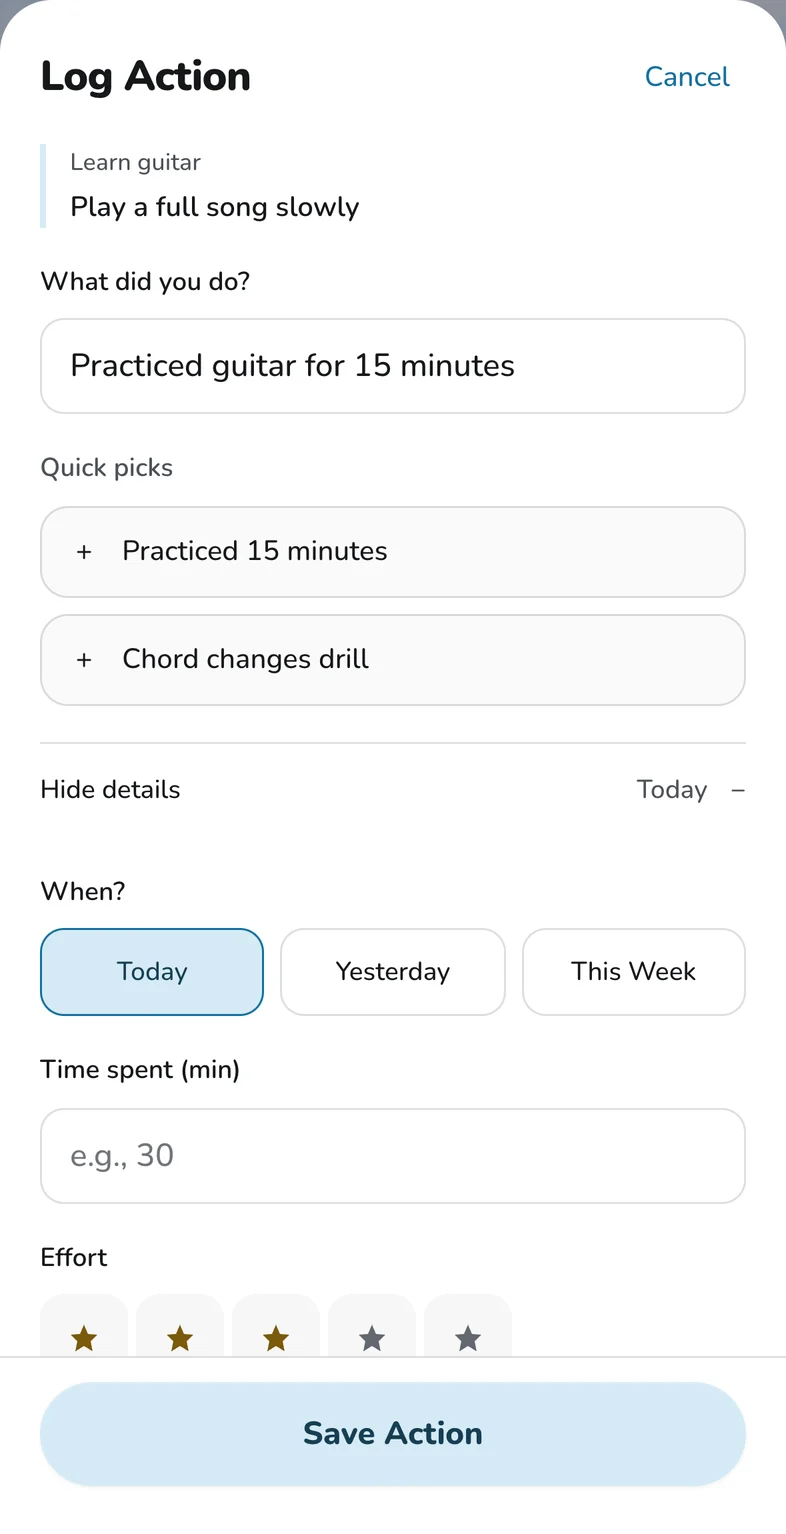 Log Action
Cancel
Learn guitar
Play a full song slowly
What did you do?
Practiced guitar for 15 minutes
Quick picks
+ Practiced 15 minutes
+ Chord changes drill
Hide details
Today –
When?
Today
Yesterday
This Week
Time spent (min)
e.g., 30
Effort
Save Action